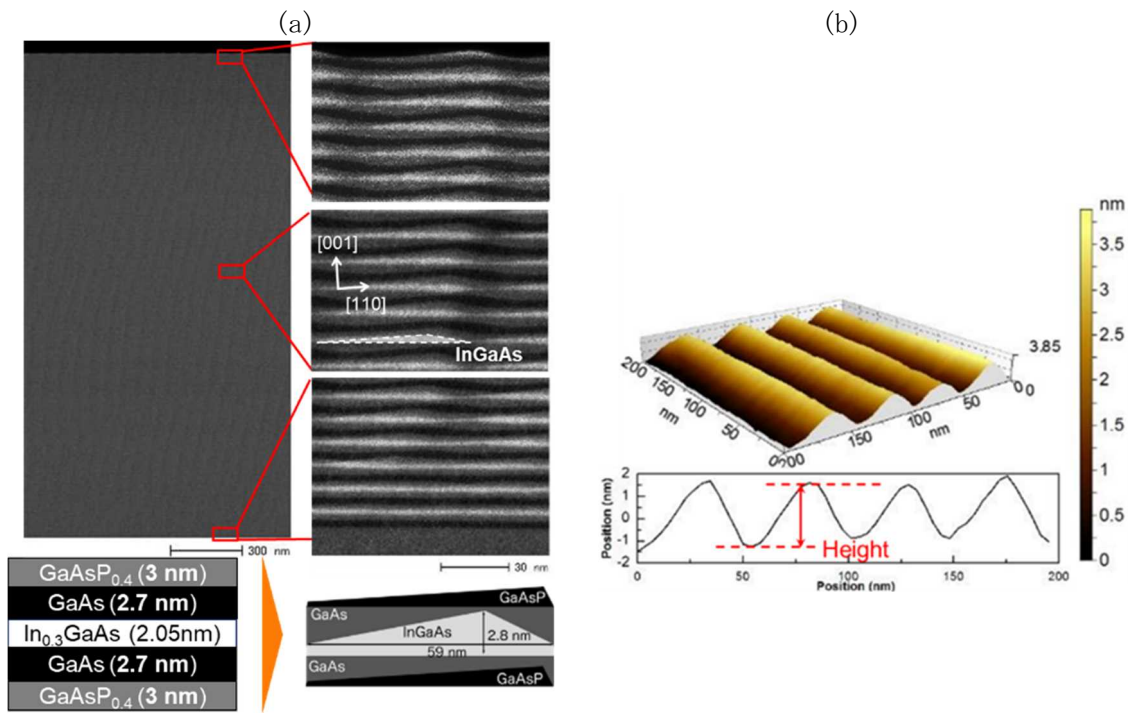 (a)
(b)
[001]
[110]
InGaAs
300 nm
30 nm
GaAsP0.4 (3 nm)
GaAs (2.7 nm)
In0.3GaAs (2.05nm)
GaAs (2.7 nm)
GaAsP0.4 (3 nm)
GaAsP
GaAs
InGaAs
2.8 nm
59 nm
GaAs
GaAsP
nm
3.5
3
2.5
2
1.5
1
0.5
0
3.85
0
0
50
100
150
200
nm
200
150
100
50
0
nm
Position (nm)
2
1
0
-1
-2
Height
0
50
100
150
200
Position (nm)